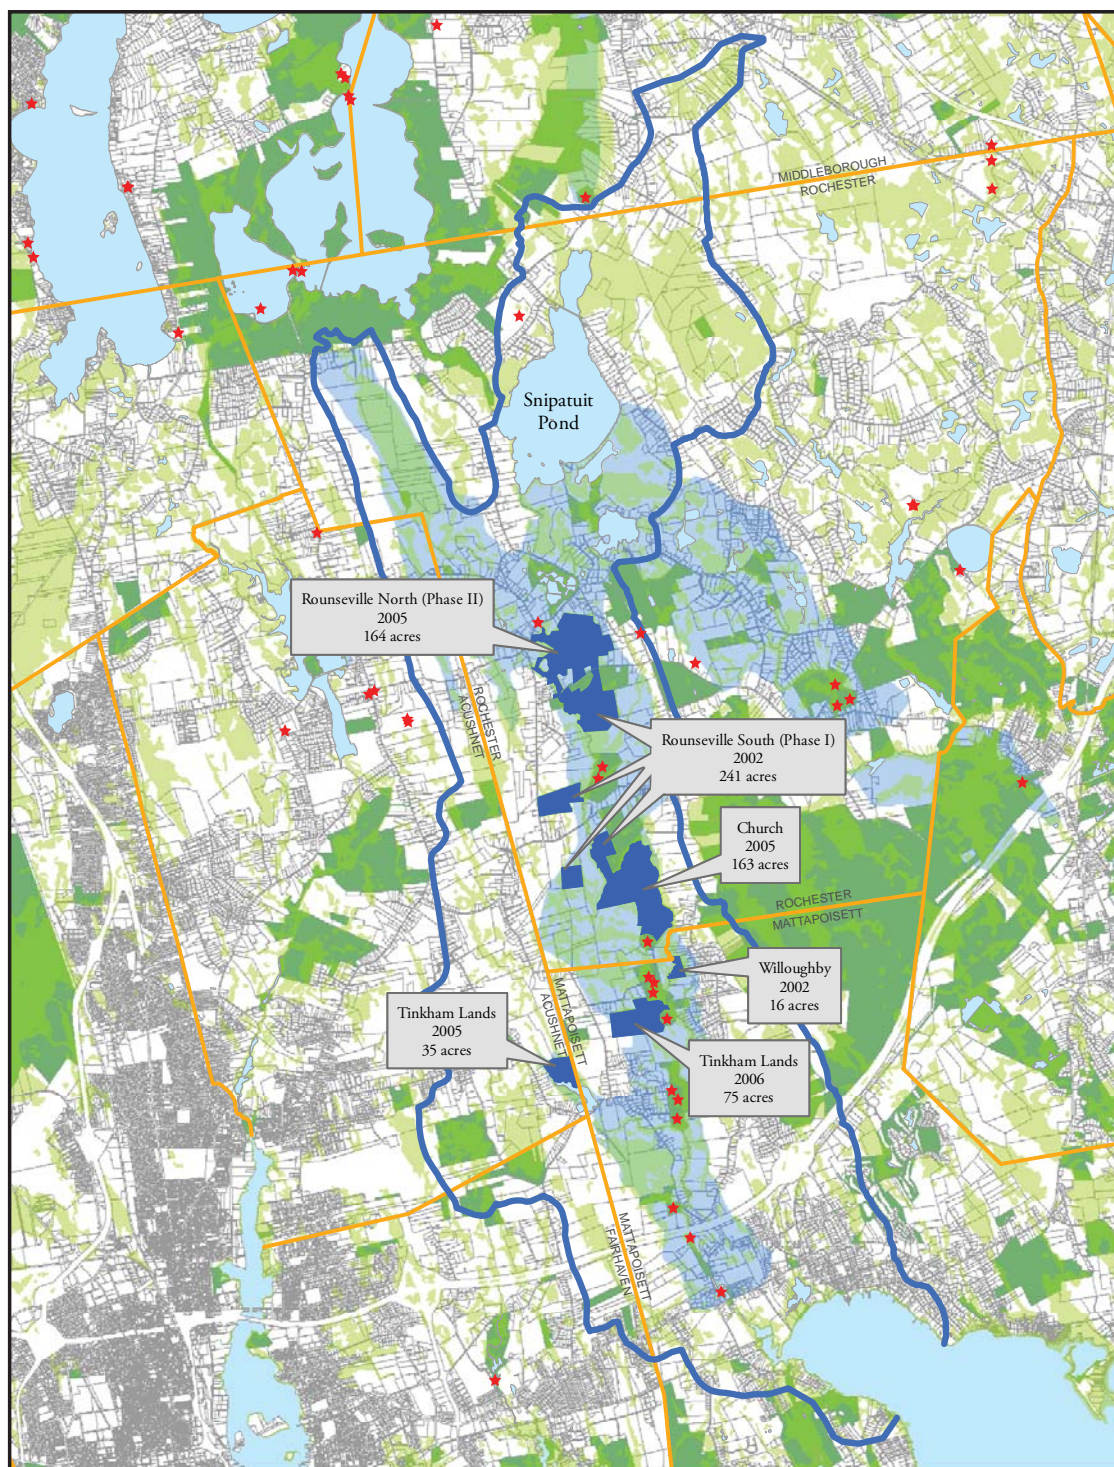 MIDDLEBOROUGH
ROCHESTER
Snipatuit
Pond
Rounseville North (Phase II)
2005
164 acres
ROCHESTER
ACUSHNET
Rounseville South (Phase I)
2002
241 acres
Church
2005
163 acres
ROCHESTER
MATTAPOISETT
Willoughby
2002
16 acres
MATTAPOISETT
ACUSHNET
Tinkham Lands
2005
35 acres
Tinkham Lands
2006
75 acres
MATTAPOISETT
FAIRHAVEN